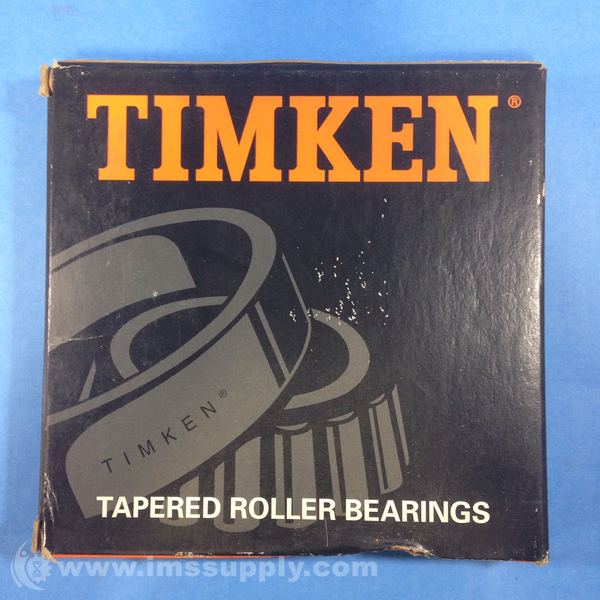 TIMKEN®
TIMKEN®
TAPERED ROLLER BEARINGS
www.imssupply.com